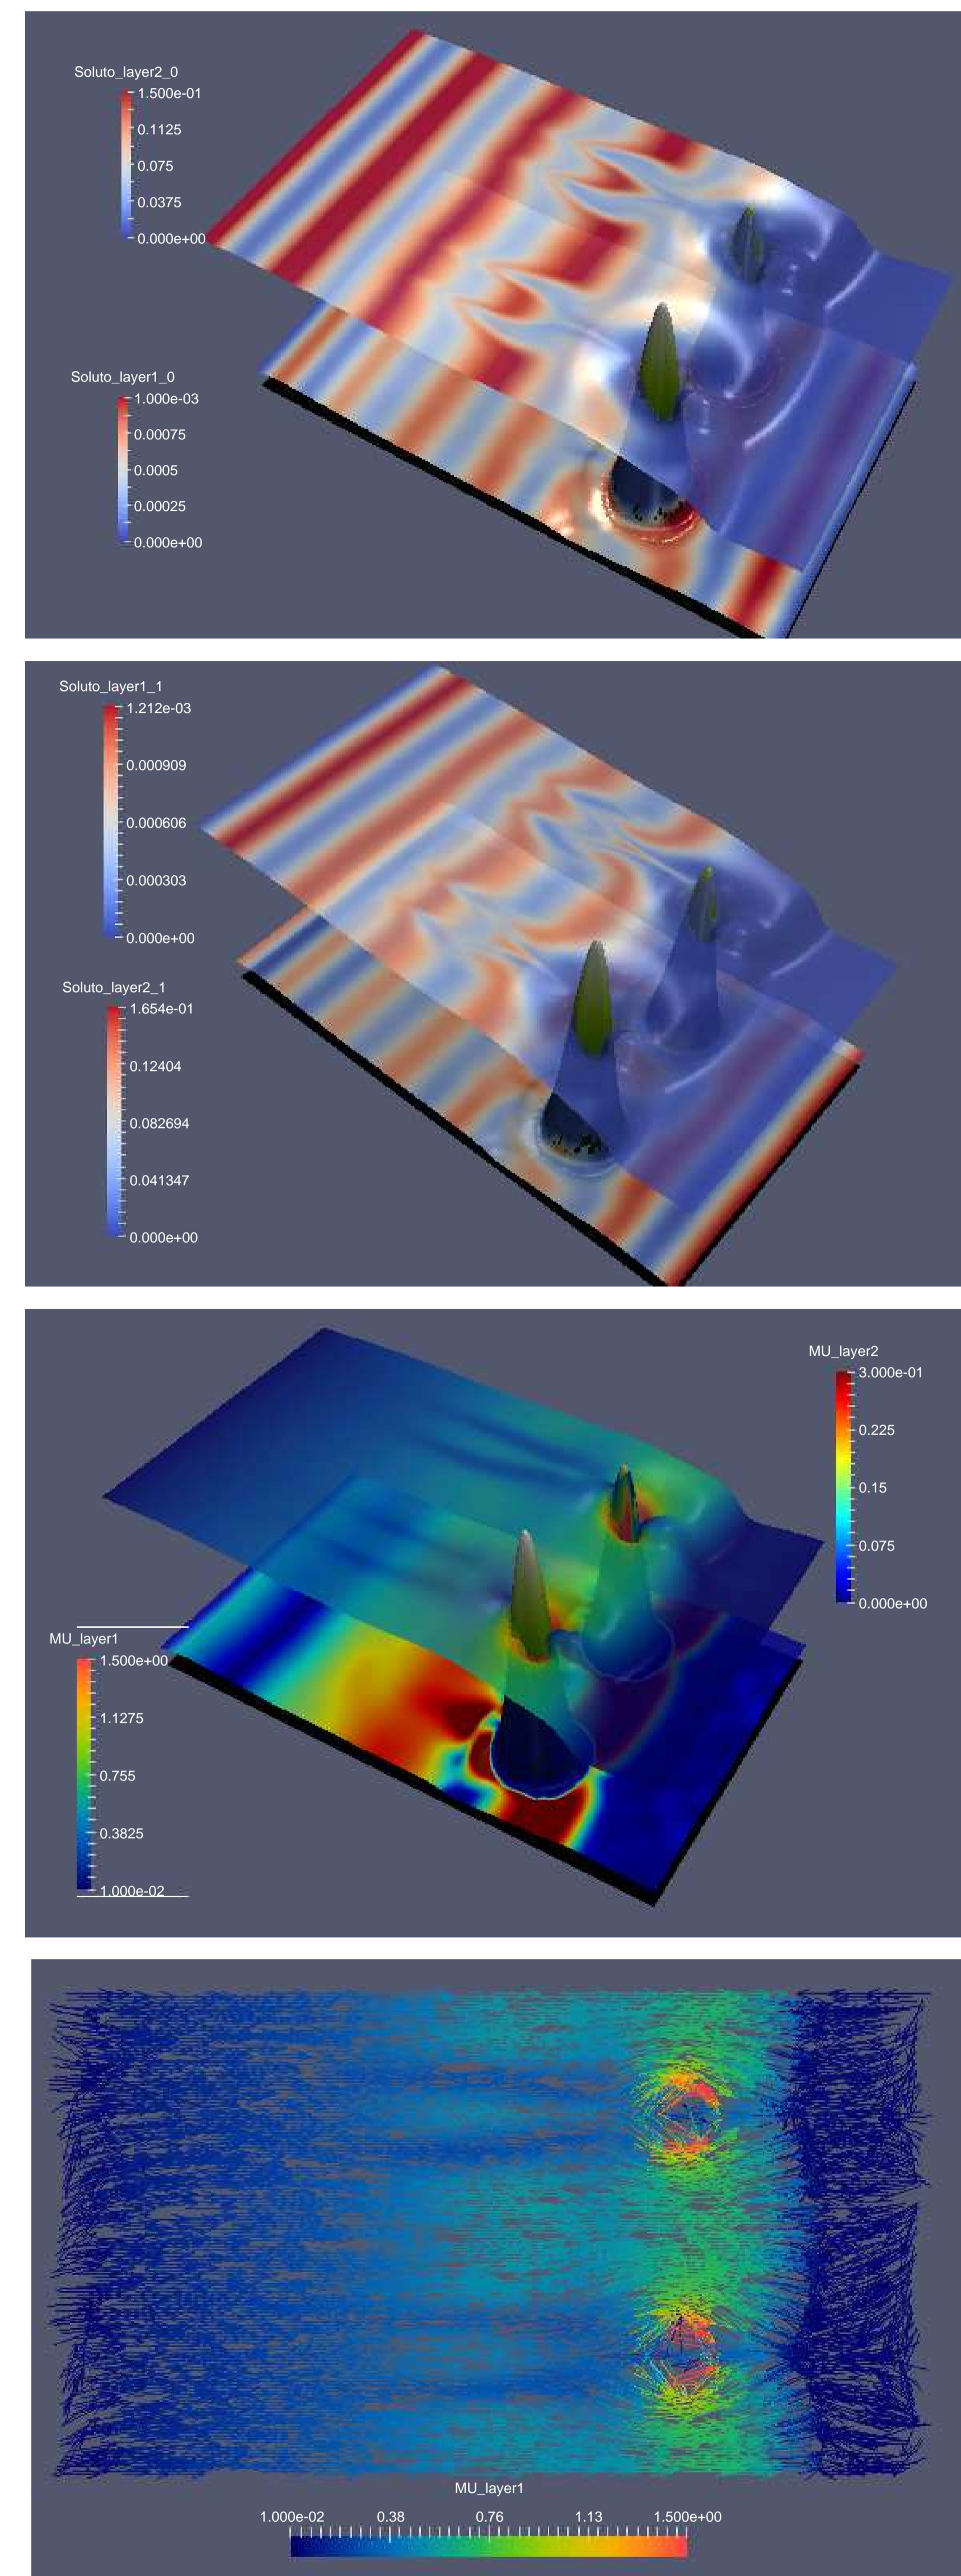 Soluto_layer2_0
1.500e-01
0.1125
0.075
0.0375
0.000e+00
Soluto_layer1_0
1.000e-03
0.00075
0.0005
0.00025
0.000e+00
Soluto_layer1_1
1.212e-03
0.000909
0.000606
0.000303
0.000e+00
Soluto_layer2_1
1.654e-01
0.12404
0.082694
0.041347
0.000e+00
MU_layer2
3.000e-01
0.225
0.15
0.075
0.000e+00
MU_layer1
1.500e+00
1.1275
0.755
0.3825
1.000e-02
MU_layer1
1.000e-02 0.38 0.76 1.13 1.500e+00